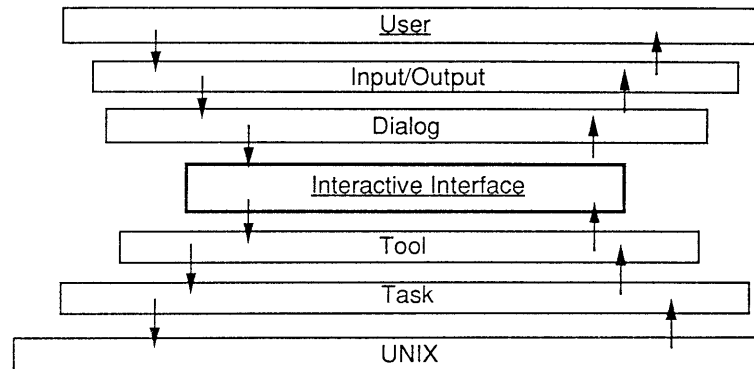 User
Input/Output
Dialog
Interactive Interface
Tool
Task
UNIX